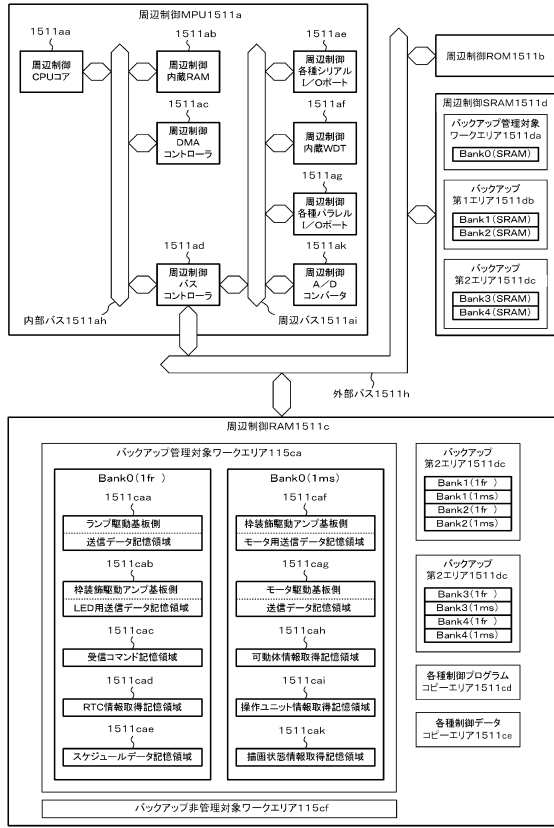 周辺制御MPU1511a
1511aa
周辺制御
CPUコア
1511ab
周辺制御
内蔵RAM
1511ac
周辺制御
DMA
コントローラ
1511ad
周辺制御
バス
コントローラ
1511ae
周辺制御
各種シリアル
I/Oポート
1511af
周辺制御
内蔵WDT
1511ag
周辺制御
各種パラレル
I/Oポート
1511ak
周辺制御
A/D
コンバータ
内部バス1511ah
周辺バス1511ai
周辺制御ROM1511b
周辺制御SRAM1511d
バックアップ管理対象
ワークエリア1511da
Bank0(SRAM)
バックアップ
第1エリア1511db
Bank1(SRAM)
Bank2(SRAM)
バックアップ
第2エリア1511dc
Bank3(SRAM)
Bank4(SRAM)
外部バス1511h
周辺制御RAM1511c
バックアップ管理対象ワークエリア115ca
Bank0(1fr )
1511caa
ランプ駆動基板側
送信データ記憶領域
1511cab
枠装飾駆動アンプ基板側
LED用送信データ記憶領域
1511cac
受信コマンド記憶領域
1511cad
RTC情報取得記憶領域
1511cae
スケジュールデータ記憶領域
Bank0(1ms)
1511caf
枠装飾駆動アンプ基板側
モータ用送信データ記憶領域
1511cag
モータ駆動基板側
送信データ記憶領域
1511cah
可動体情報取得記憶領域
1511cai
操作ユニット情報取得記憶領域
1511cak
描画状態情報取得記憶領域
バックアップ非管理対象ワークエリア115cf
バックアップ
第2エリア1511dc
Bank1(1fr )
Bank1(1ms)
Bank2(1fr )
Bank2(1ms)
バックアップ
第2エリア1511dc
Bank3(1fr )
Bank3(1ms)
Bank4(1fr )
Bank4(1ms)
各種制御プログラム
コピーエリア1511cd
各種制御データ
コピーエリア1511ce